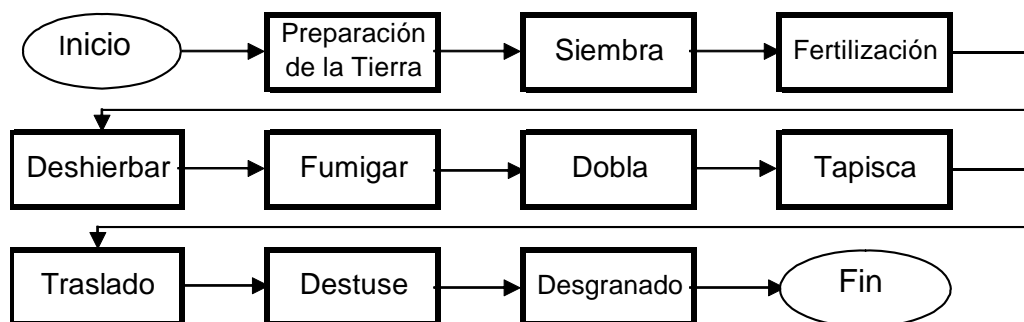 Inicio
Preparación
de la Tierra
Siembra
Fertilización
Deshierbar
Fumigar
Dobla
Tapisca
Traslado
Destuse
Desgranado
Fin